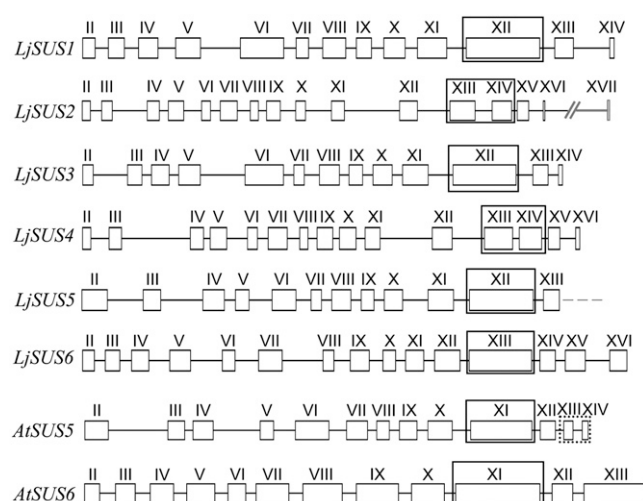 II III IV V VI VII VIII IX X XI XII XIII XIV
LjSUS1
II III IV V VI VII VIII IX X XI XII XIII XIV XV XVI XVII
LjSUS2
II III IV V VI VII VIII IX X XI XII XIII XIV
LjSUS3
II III IV V VI VII VIII IX X XI XII XIII XIV XV XVI
LjSUS4
II III IV V VI VII VIII IX X XI XII XIII
LjSUS5
II III IV V VI VII VIII IX X XI XII XIII XIV XV XVI
LjSUS6
II III IV V VI VII VIII IX X XI XII XIII XIV
AtSUS5
II III IV V VI VII VIII IX X XI XII XIII
AtSUS6